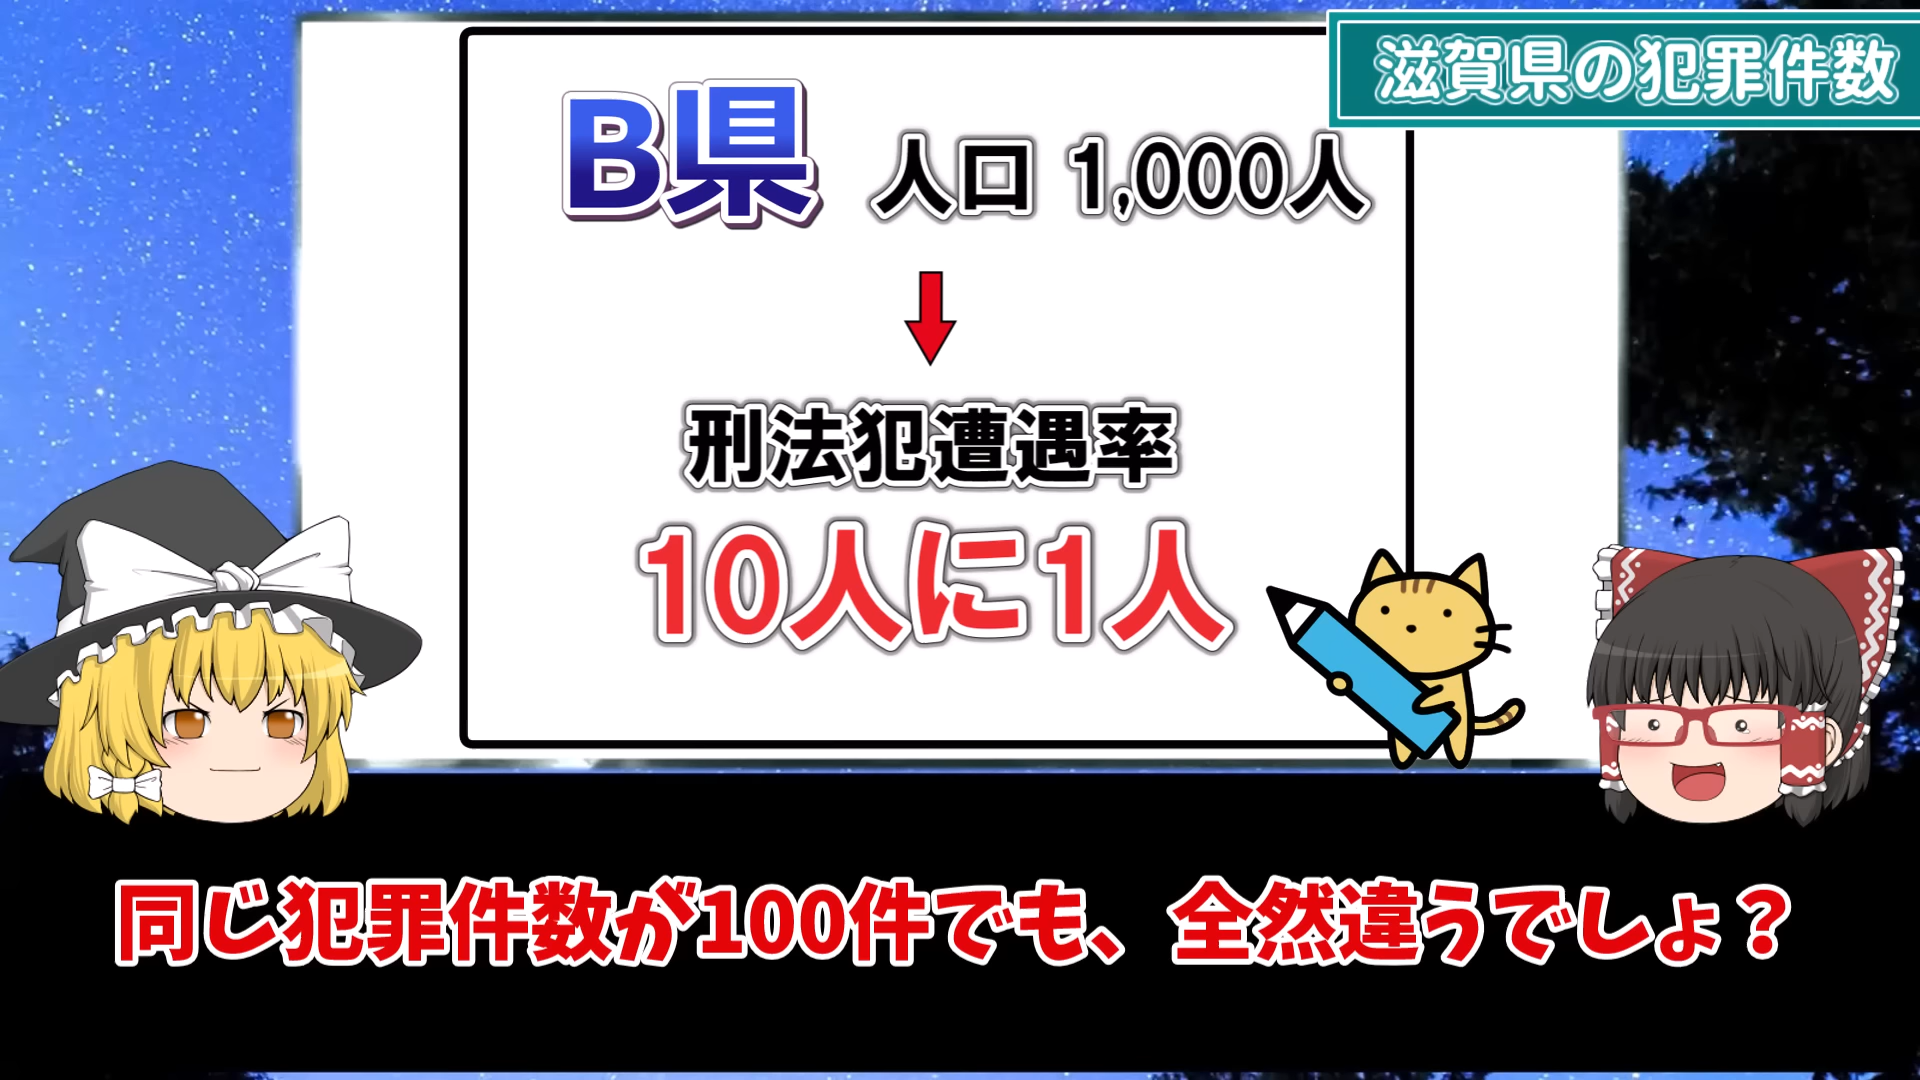 滋賀県の犯罪件数
B県 人口 1,000人
刑法犯遭遇率
10人に1人
同じ犯罪件数が100件でも、全然違うでしょ？